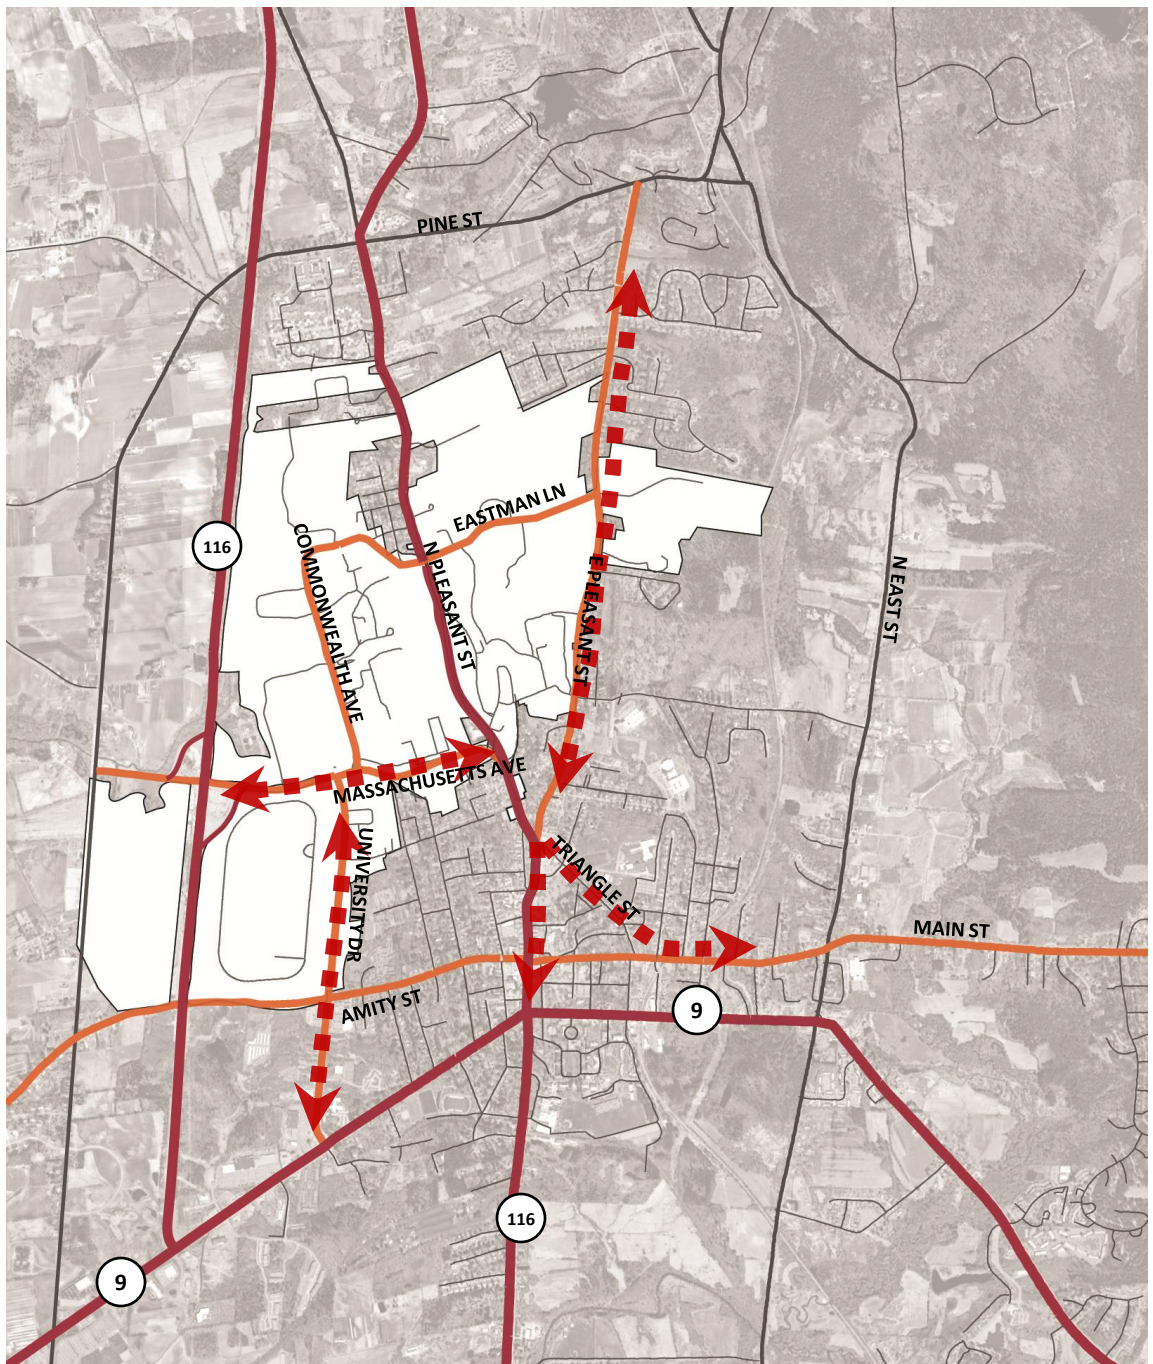 PINE ST
116
EASTMAN LN
COMMONWEALTH AVE
N PLEASANT ST
E PLEASANT ST
N EAST ST
MASSACHUSETTS AVE
UNIVERSITY DR
TRIANGLE ST
MAIN ST
AMITY ST
9
116
9